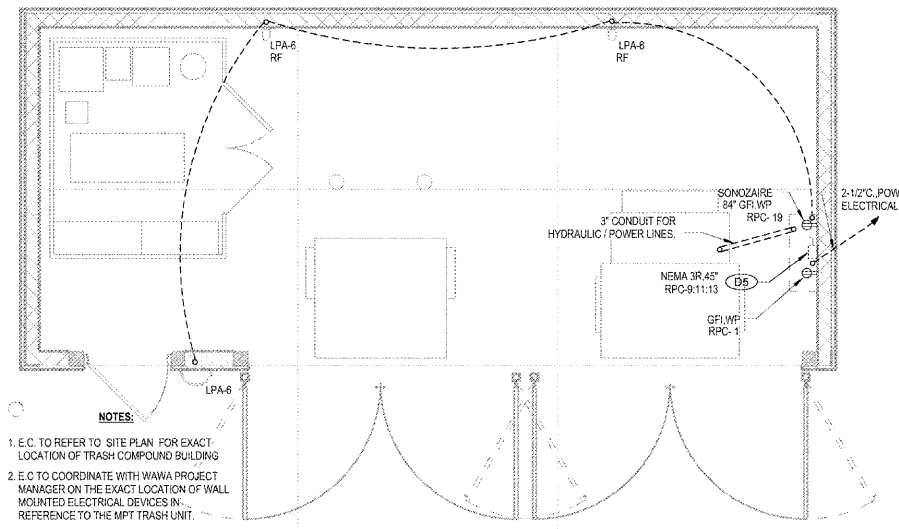 LPA-6
RF
LPA-6
RF
SONOZAIRE
84" GFI,WP
RPC- 19
2-1/2"C.,POW
ELECTRICAL
3" CONDUIT FOR
HYDRAULIC / POWER LINES.
NEMA 3R,45"
RPC-9:11:13
D5
GFI,WP
RPC- 1
LPA-6
NOTES:
1. E.C. TO REFER TO SITE PLAN FOR EXACT
LOCATION OF TRASH COMPOUND BUILDING
2. E.C TO COORDINATE WITH WAWA PROJECT
MANAGER ON THE EXACT LOCATION OF WALL
MOUNTED ELECTRICAL DEVICES IN
REFERENCE TO THE MPT TRASH UNIT.